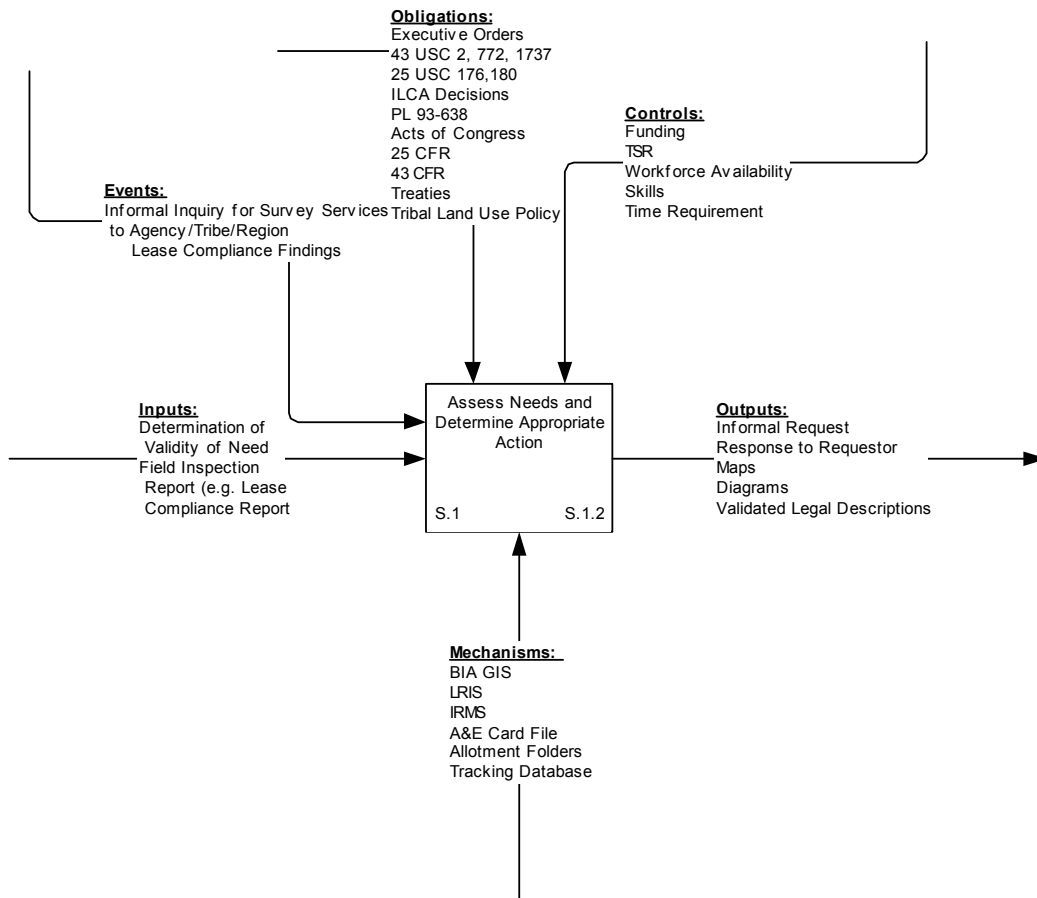 Obligations:
Executive Orders
43 USC 2, 772, 1737
25 USC 176,180
ILCA Decisions
PL 93-638
Acts of Congress
25 CFR
43 CFR
Treaties
Tribal Land Use Policy
Controls:
Funding
TSR
Workforce Availability
Skills
Time Requirement
Events:
Informal Inquiry for Survey Services
to Agency/Tribe/Region
Lease Compliance Findings
Inputs:
Determination of
Validity of Need
Field Inspection
Report (e.g. Lease
Compliance Report
Assess Needs and
Determine Appropriate
Action
S.1 S.1.2
Outputs:
Informal Request
Response to Requestor
Maps
Diagrams
Validated Legal Descriptions
Mechanisms:
BIA GIS
LRIS
IRMS
A&E Card File
Allotment Folders
Tracking Database